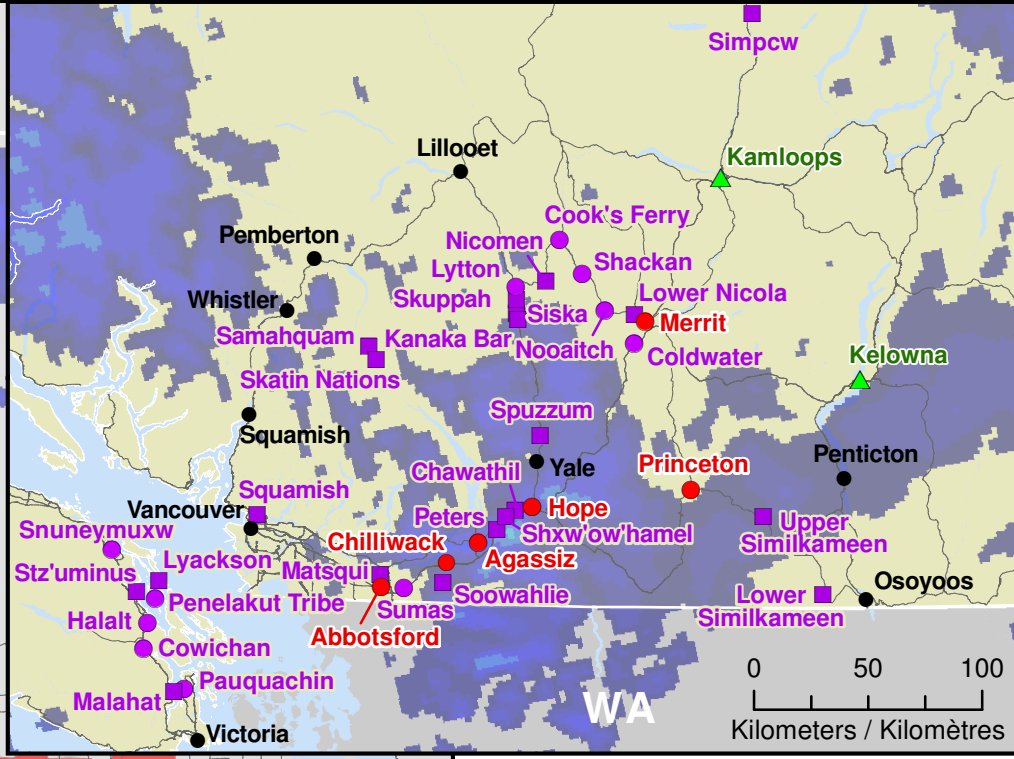 Simpcw
Lillooet
Kamloops
Cook's Ferry
Pemberton
Nicomen
Lytton
Shackan
Whistler
Skuppah
Lower Nicola
Siska
Merrit
Samahquam
Kanaka Bar
Nooaitch
Coldwater
Kelowna
Skatin Nations
Spuzzum
Squamish
Yale
Princeton
Penticton
Chawathil
Squamish
Vancouver
Hope
Peters
Shxw'ow'hamel
Snuneymuxw
Upper
Similkameen
Chilliwack
Agassiz
Lyackson
Matsqui
Stz'uminus
Soowahlie
Osoyoos
Penelakut Tribe
Sumas
Lower
Similkameen
Halalt
Abbotsford
Cowichan
Pauquachin
Malahat
WA
0 50 100
Kilometers / Kilomètres
Victoria